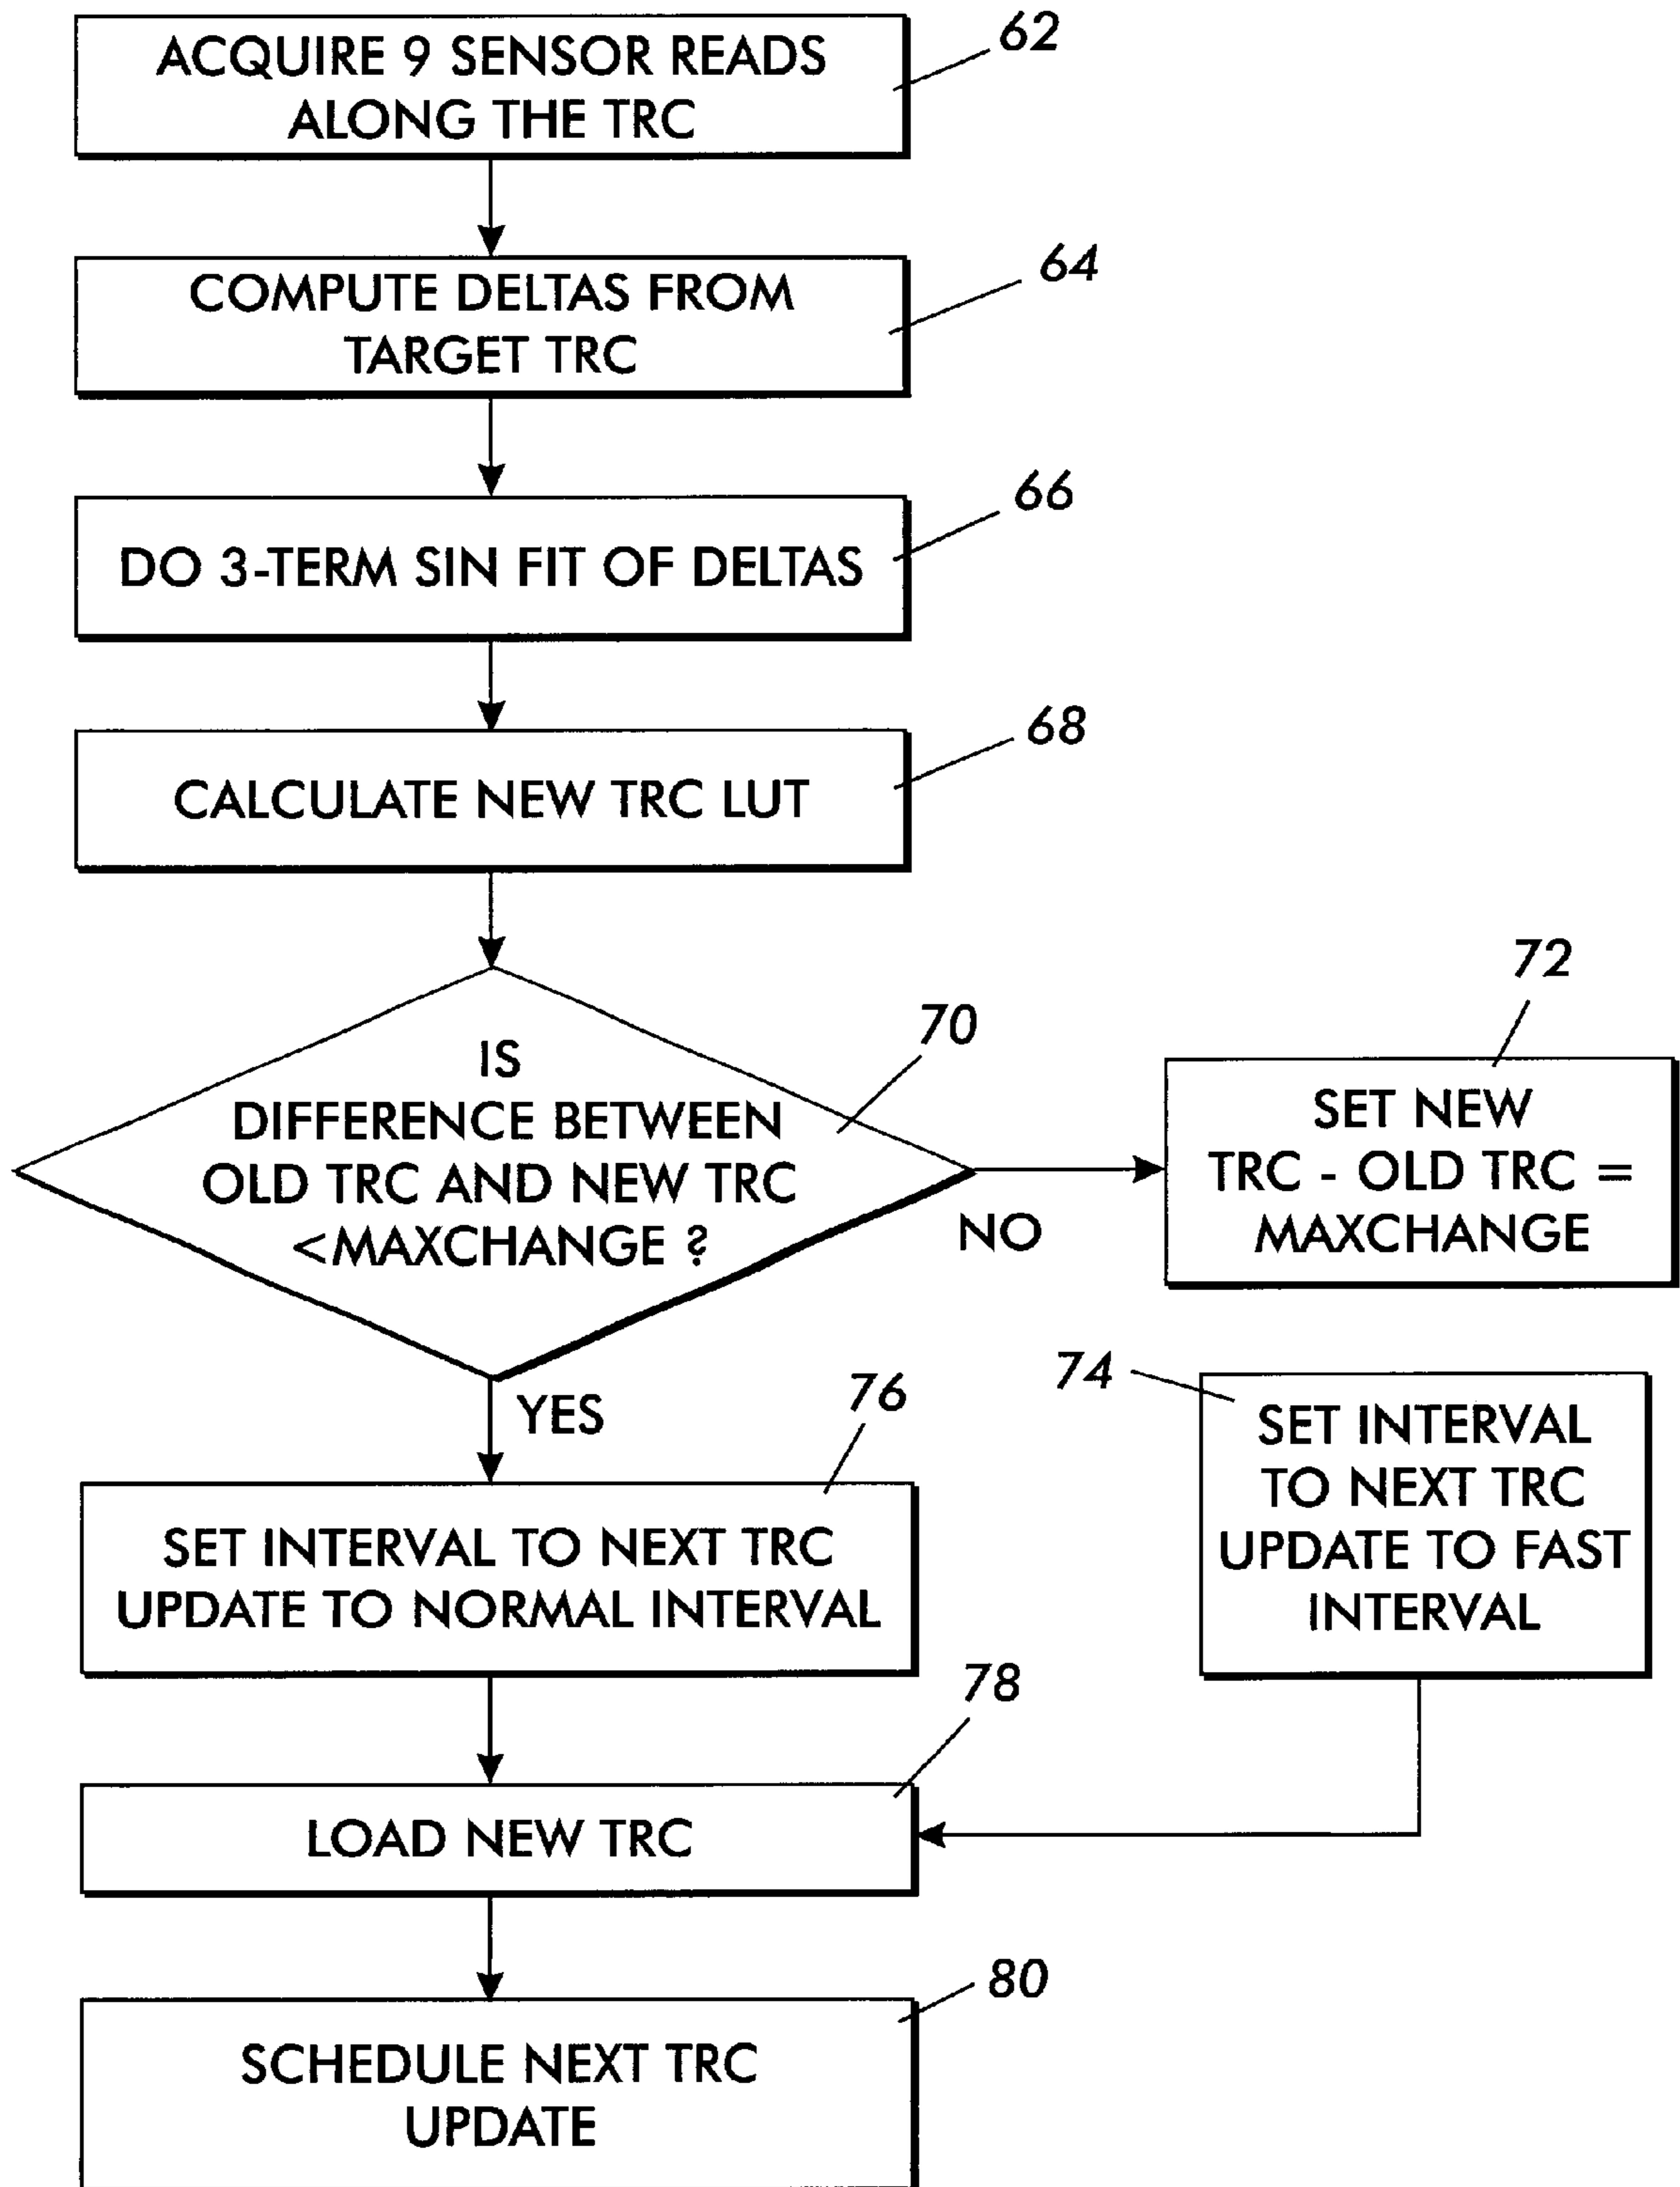 ACQUIRE 9 SENSOR READS
ALONG THE TRC
62
COMPUTE DELTAS FROM
TARGET TRC
64
DO 3-TERM SIN FIT OF DELTAS
66
CALCULATE NEW TRC LUT
68
IS
DIFFERENCE BETWEEN
OLD TRC AND NEW TRC
<MAXCHANGE ?
70
NO
72
SET NEW
TRC - OLD TRC =
MAXCHANGE
YES
74
SET INTERVAL
TO NEXT TRC
UPDATE TO FAST
INTERVAL
76
SET INTERVAL TO NEXT TRC
UPDATE TO NORMAL INTERVAL
78
LOAD NEW TRC
80
SCHEDULE NEXT TRC
UPDATE